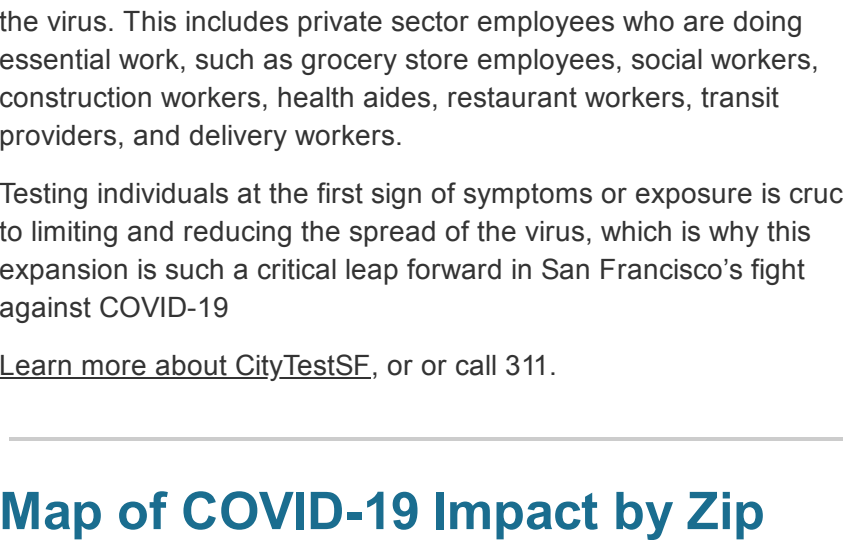 the virus. This includes private sector employees who are doing
essential work, such as grocery store employees, social workers,
construction workers, health aides, restaurant workers, transit
providers, and delivery workers.
Testing individuals at the first sign of symptoms or exposure is cruc
to limiting and reducing the spread of the virus, which is why this
expansion is such a critical leap forward in San Francisco’s fight
against COVID-19
Learn more about CityTestSF, or or call 311.
Map of COVID-19 Impact by Zip